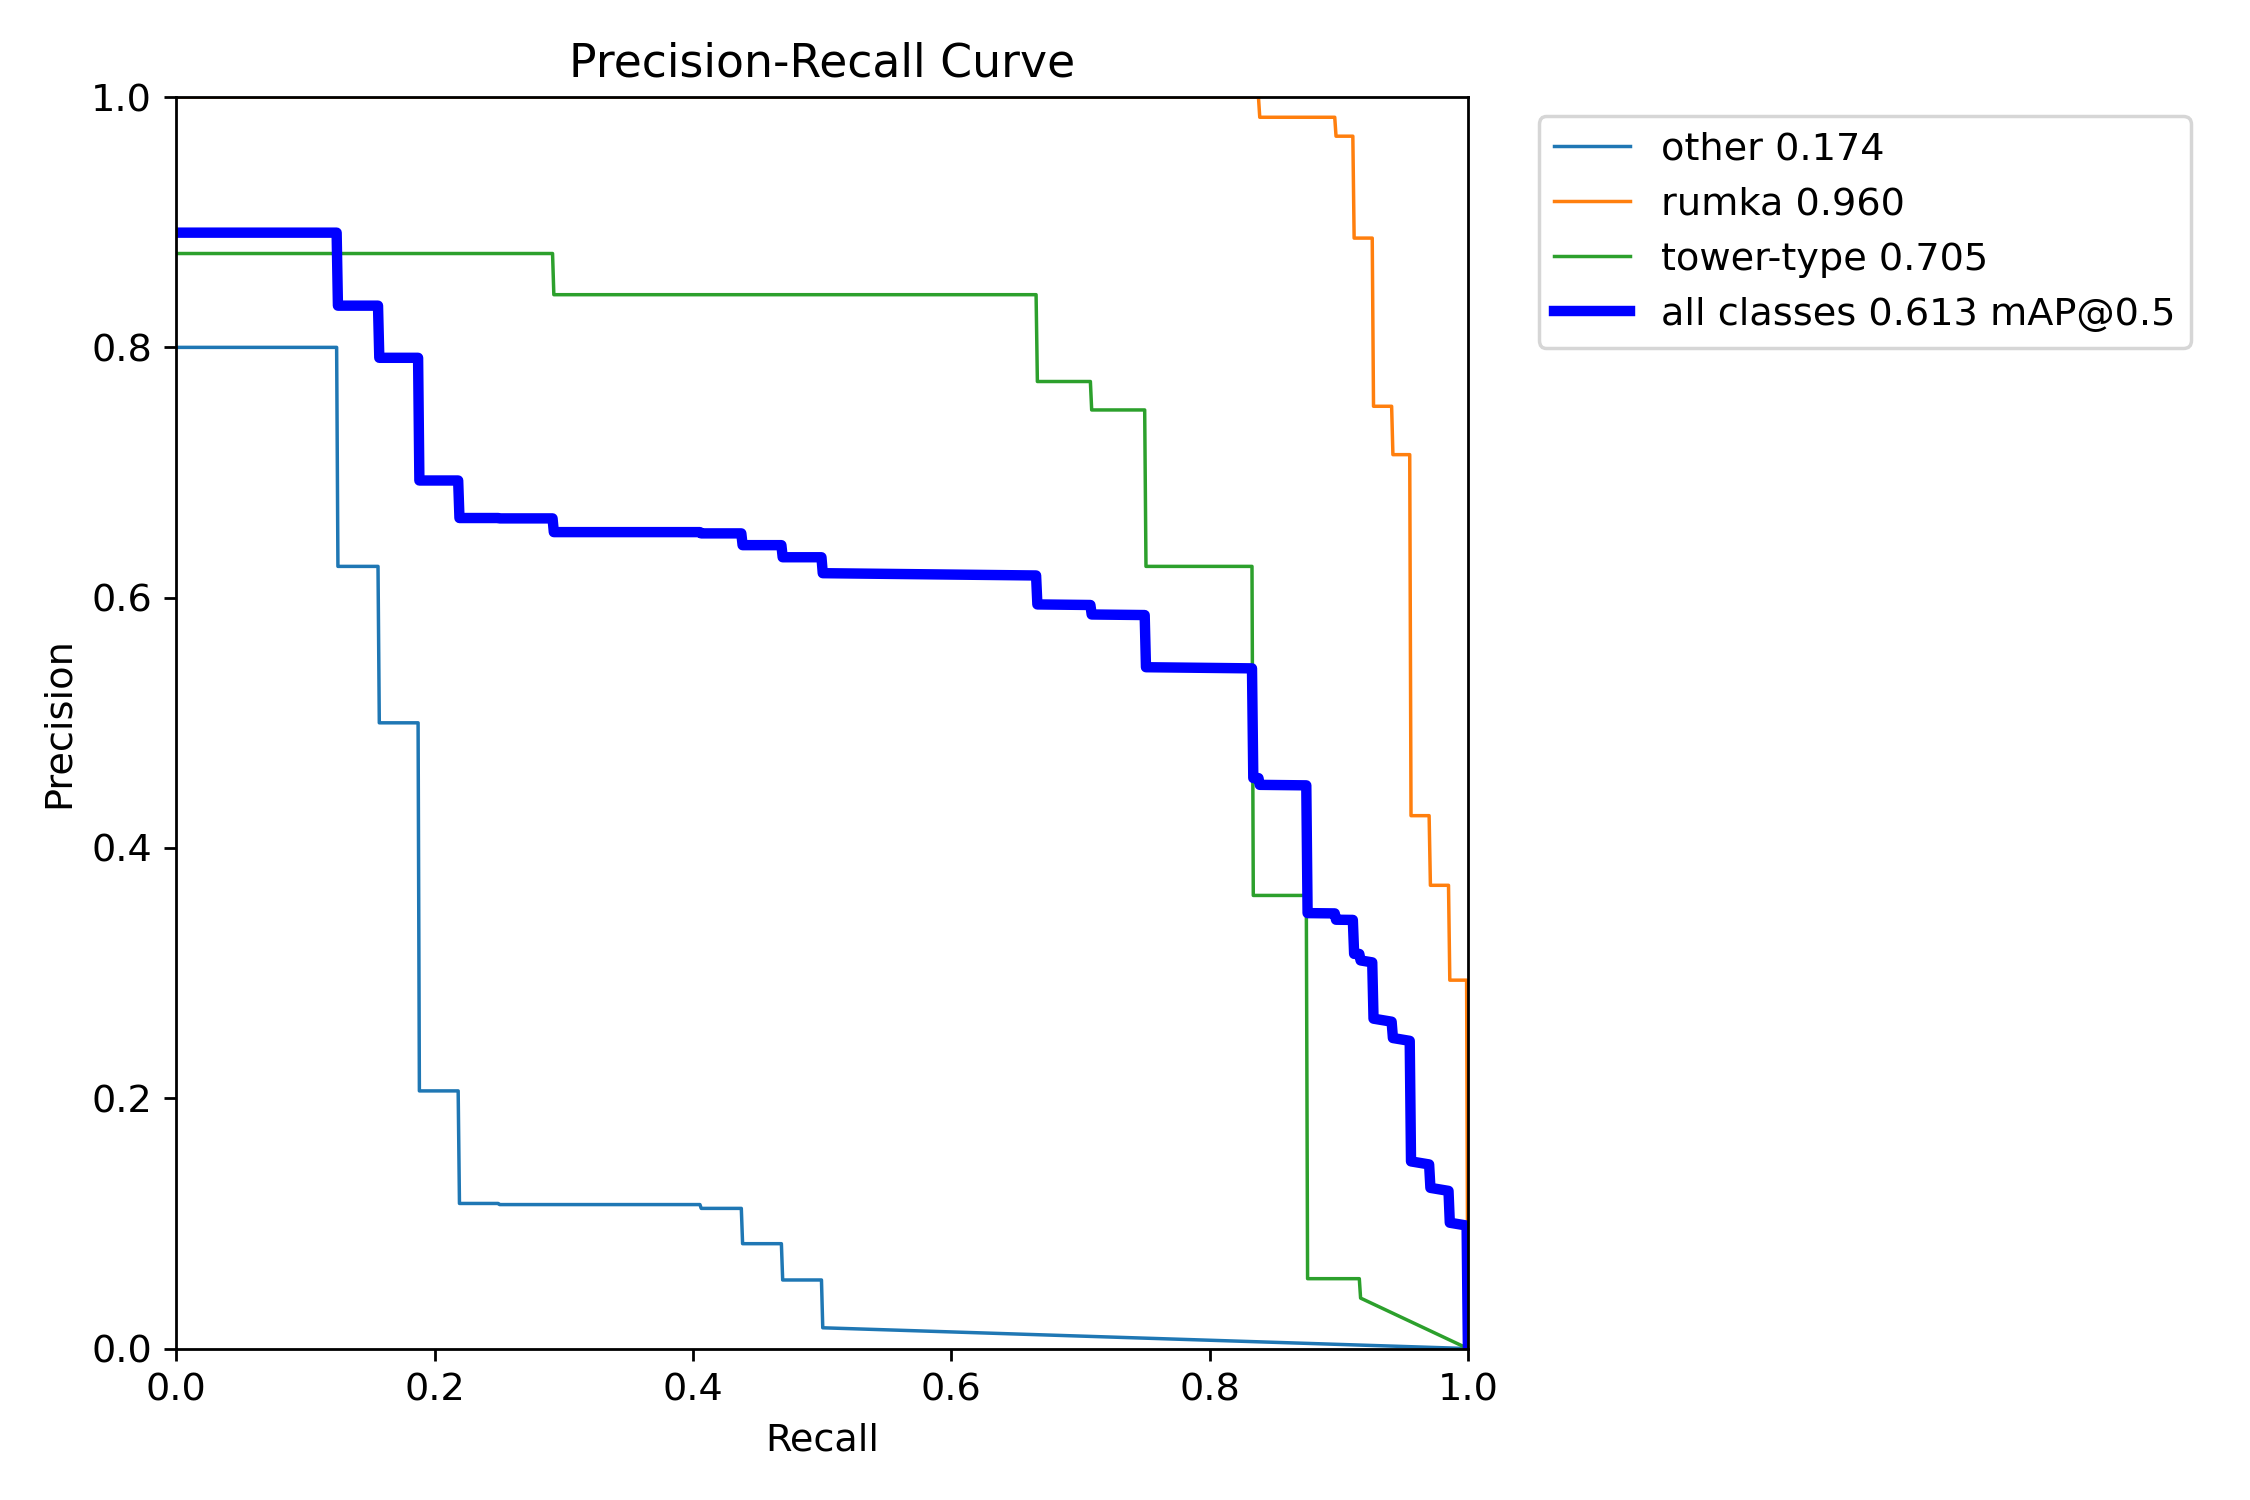 Precision-Recall Curve
1.0
0.8
0.6
0.4
0.2
0.0
Precision
0.0 0.2 0.4 0.6 0.8 1.0
Recall
other 0.174
rumka 0.960
tower-type 0.705
all classes 0.613 mAP@0.5